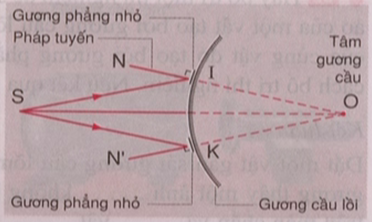 Gương phẳng nhỏ
Pháp tuyến
N
I
S
Tâm
gương
cầu
O
N'
K
Gương phẳng nhỏ
Gương cầu lồi